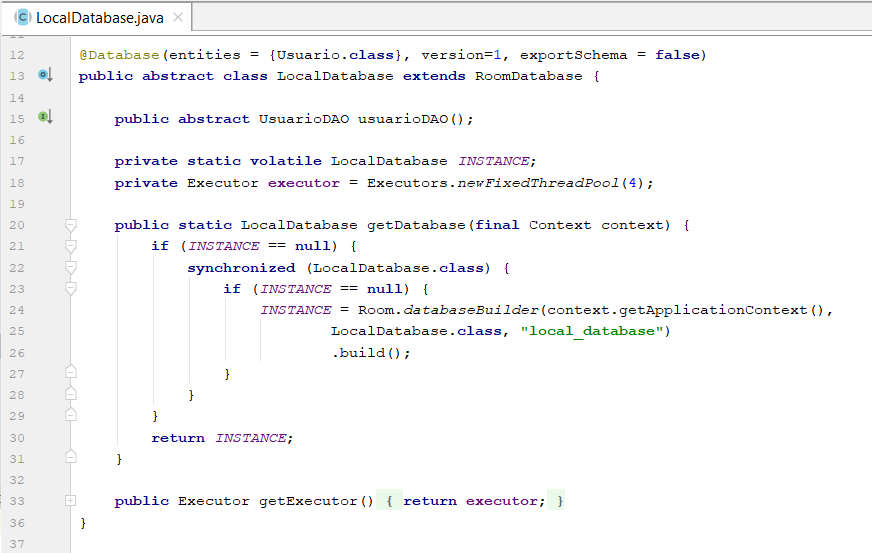 LocalDatabase.java
12 @Database(entities = {Usuario.class}, version=1, exportSchema = false)
13 public abstract class LocalDatabase extends RoomDatabase {
14
15 public abstract UsuarioDAO usuarioDAO();
16
17 private static volatile LocalDatabase INSTANCE;
18 private Executor executor = Executors.newFixedThreadPool(4);
19
20 public static LocalDatabase getDatabase(final Context context) {
21 if (INSTANCE == null) {
22 synchronized (LocalDatabase.class) {
23 if (INSTANCE == null) {
24 INSTANCE = Room.databaseBuilder(context.getApplicationContext(),
25 LocalDatabase.class, "local_database")
26 .build();
27 }
28 }
29 }
30 return INSTANCE;
31 }
32
33 public Executor getExecutor() { return executor; }
36 }
37